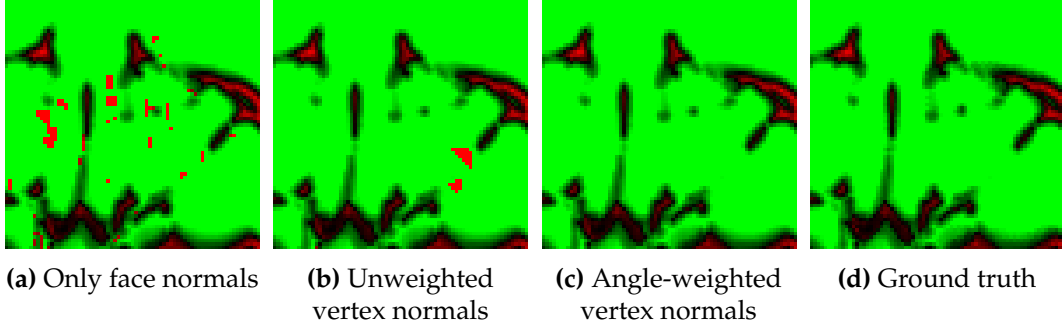 (a) Only face normals
(b) Unweighted
vertex normals
(c) Angle-weighted
vertex normals
(d) Ground truth